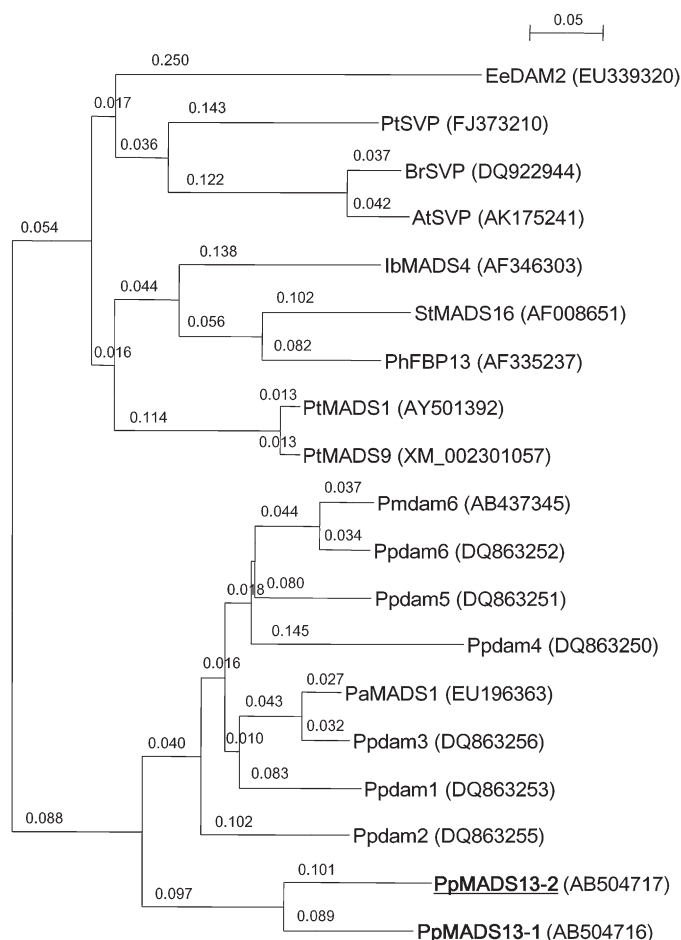 0.05
0.250
EeDAM2 (EU339320)
0.017
0.143
PtSVP (FJ373210)
0.036
0.037
BrSVP (DQ922944)
0.122
0.042
AtSVP (AK175241)
0.054
0.138
IbMADS4 (AF346303)
0.044
0.102
StMADS16 (AF008651)
0.056
0.082
PhFBP13 (AF335237)
0.016
0.013
PtMADS1 (AY501392)
0.114
0.013
PtMADS9 (XM_002301057)
0.037
Pmdam6 (AB437345)
0.044
0.034
Ppdam6 (DQ863252)
0.018
0.080
Ppdam5 (DQ863251)
0.145
Ppdam4 (DQ863250)
0.016
0.027
PaMADS1 (EU196363)
0.043
0.032
Ppdam3 (DQ863256)
0.010
0.040
0.083
Ppdam1 (DQ863253)
0.088
0.102
Ppdam2 (DQ863255)
0.101
PpMADS13-2 (AB504717)
0.097
0.089
PpMADS13-1 (AB504716)